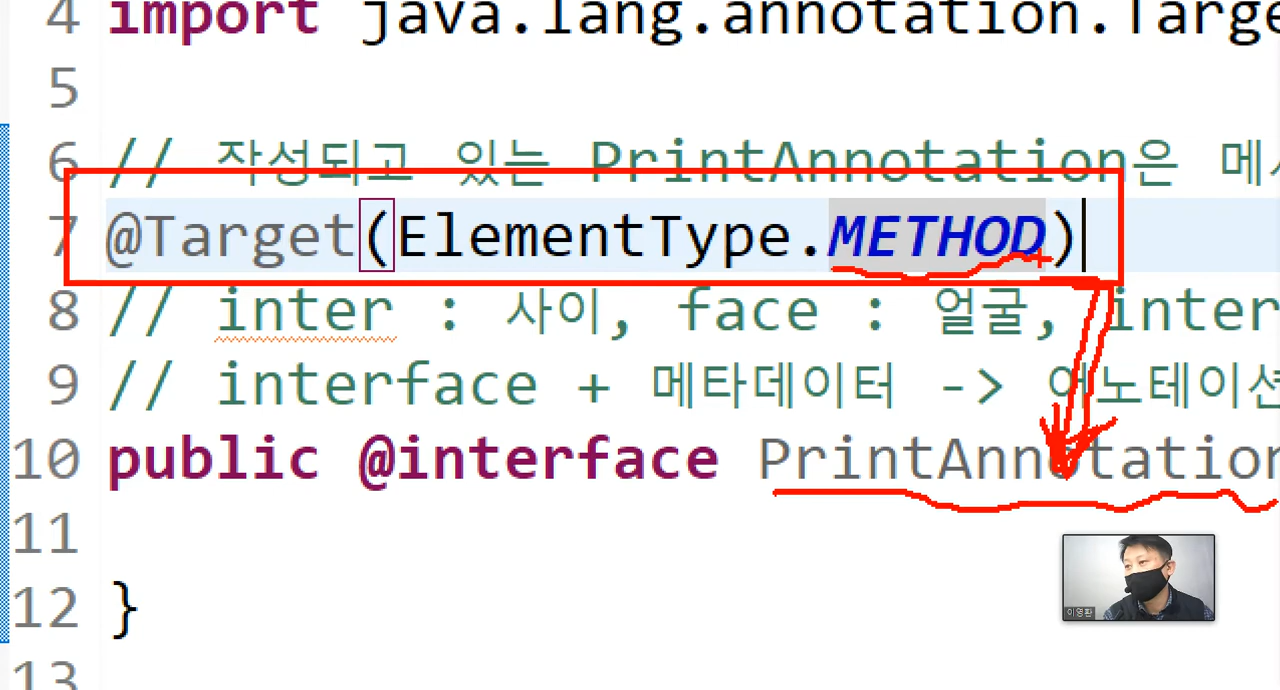 4 import java.lang.annotation.Targe
5
6 // 작성되고 있는 PrintAnnotation은
7 @Target(ElementType.METHOD)
8 // inter : 사이, face : 얼굴, inter
9 // interface + 메타데이터 -> 어노테이션
10 public @interface PrintAnnotation
11
12 }
13
이영환